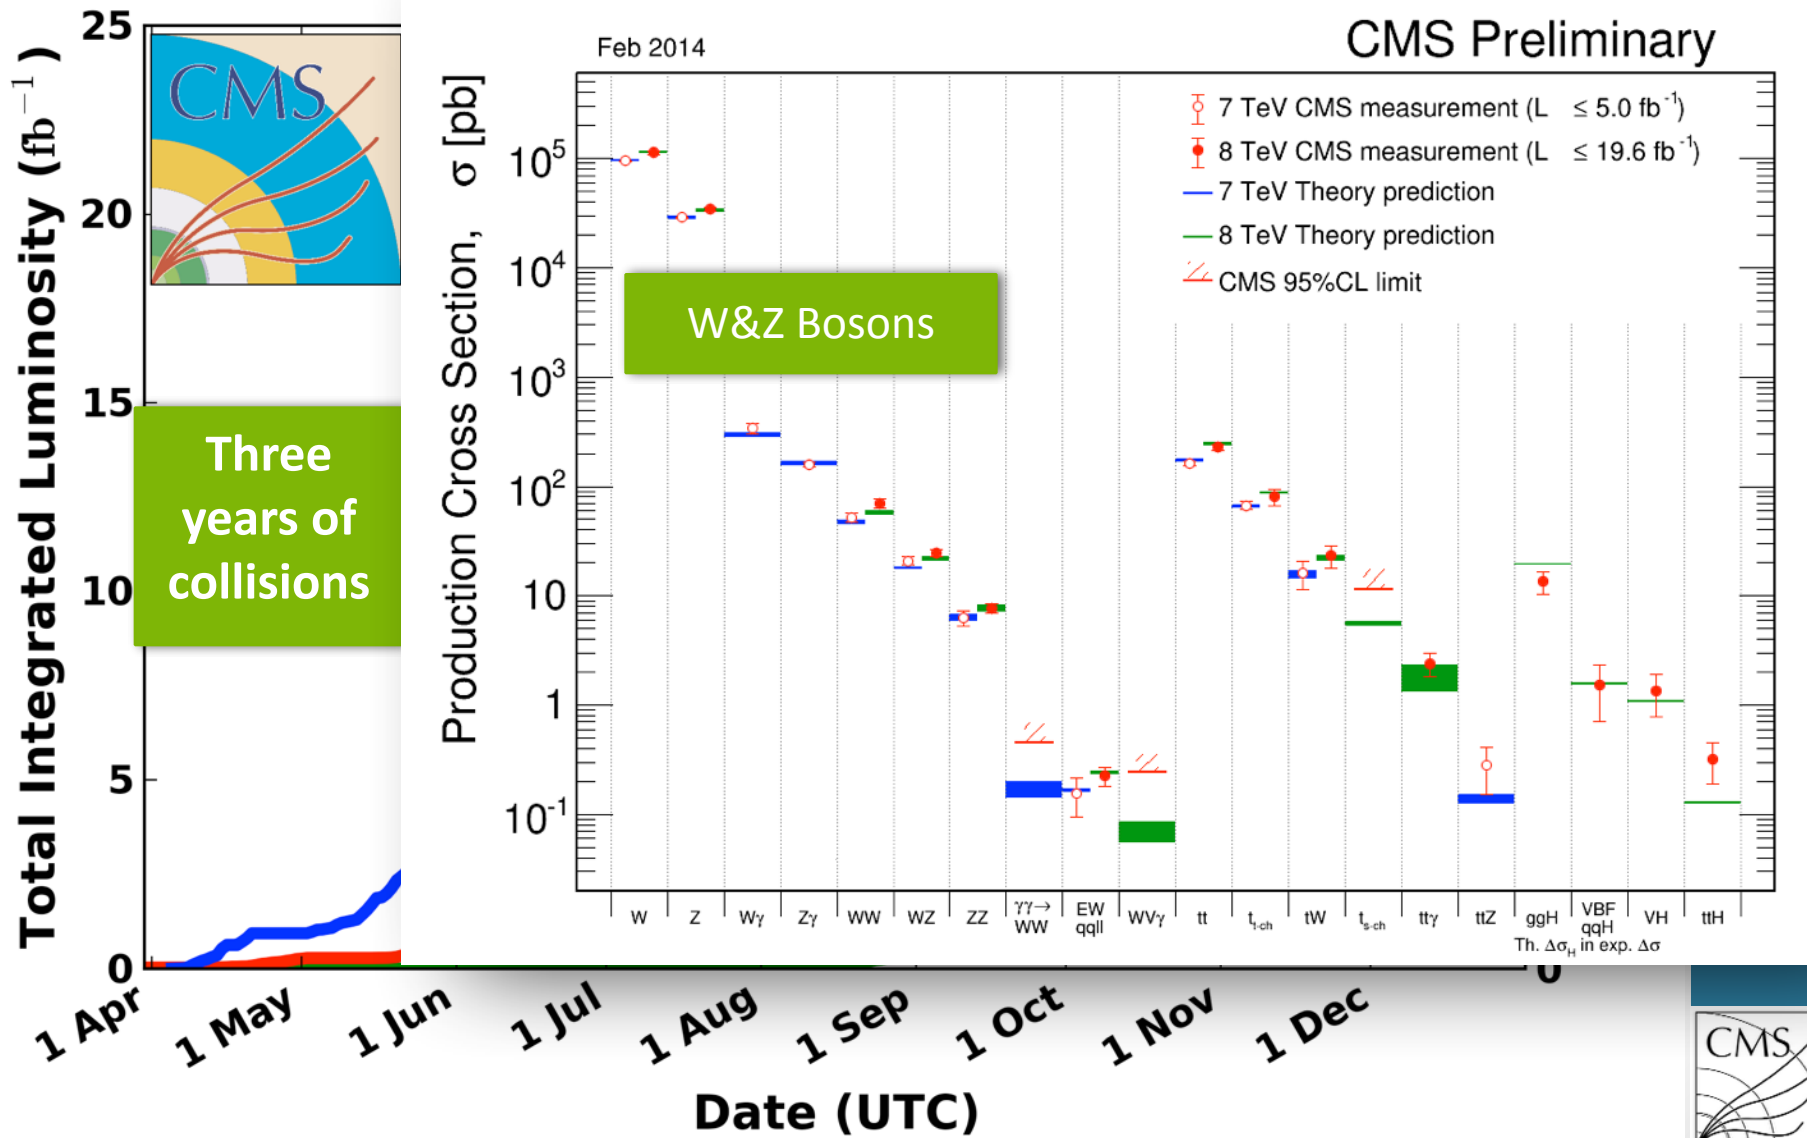 25
20
15
10
5
0
Total Integrated Luminosity (fb⁻¹)
CMS
Three
years of
collisions
1 Apr
1 May
1 Jun
1 Jul
1 Aug
1 Sep
1 Oct
1 Nov
1 Dec
Date (UTC)
0
Feb 2014
CMS Preliminary
Production Cross Section, σ [pb]
10⁵
10⁴
10³
10²
10
1
10⁻¹
7 TeV CMS measurement (L ≤ 5.0 fb⁻¹)
8 TeV CMS measurement (L ≤ 19.6 fb⁻¹)
7 TeV Theory prediction
8 TeV Theory prediction
CMS 95%CL limit
W&Z Bosons
W
Z
Wγ
Zγ
WW
WZ
ZZ
γγ→
WW
EW
qqll
WVγ
tt
t_t-ch
tW
t_s-ch
ttγ
ttZ
ggH
VBF
qqH
VH
ttH
Th. Δσ_H in exp. Δσ
CMS